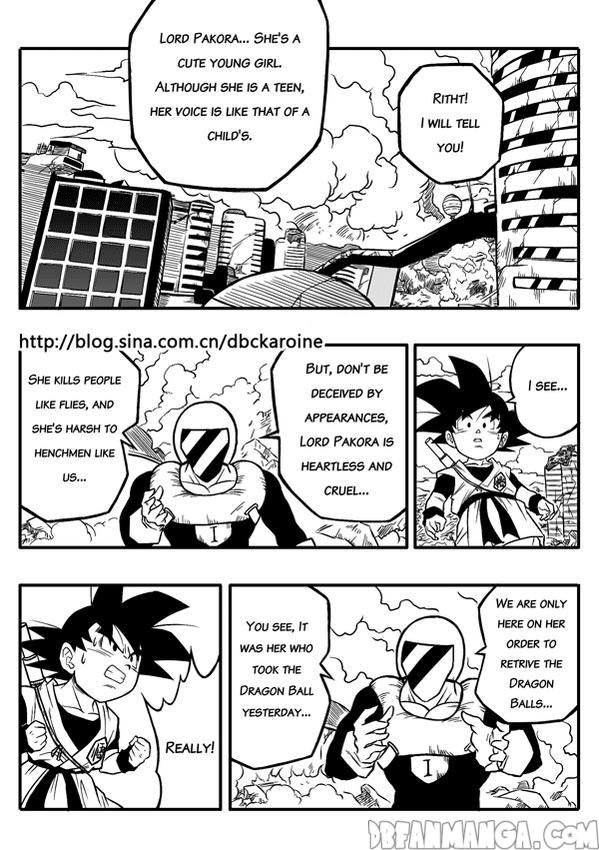 RITHT!
I WILL TELL
YOU!
LORD PAKORA... SHE'S A
CUTE YOUNG GIRL.
ALTHOUGH SHE IS A TEEN,
HER VOICE IS LIKE THAT OF A
CHILD'S.
http://blog.sina.com.cn/dbckaroine
I SEE...
BUT, DON'T BE
DECEIVED BY
APPEARANCES,
LORD PAKORA IS
HEARTLESS AND
CRUEL...
SHE KILLS PEOPLE
LIKE FLIES, AND
SHE'S HARSH TO
HENCHMEN LIKE
US...
I
WE ARE ONLY
HERE ON HER
ORDER TO
RETRIVE THE
DRAGON
BALLS...
YOU SEE, IT
WAS HER WHO
TOOK THE
DRAGON BALL
YESTERDAY...
I
REALLY!
DBFANMANGA.COM